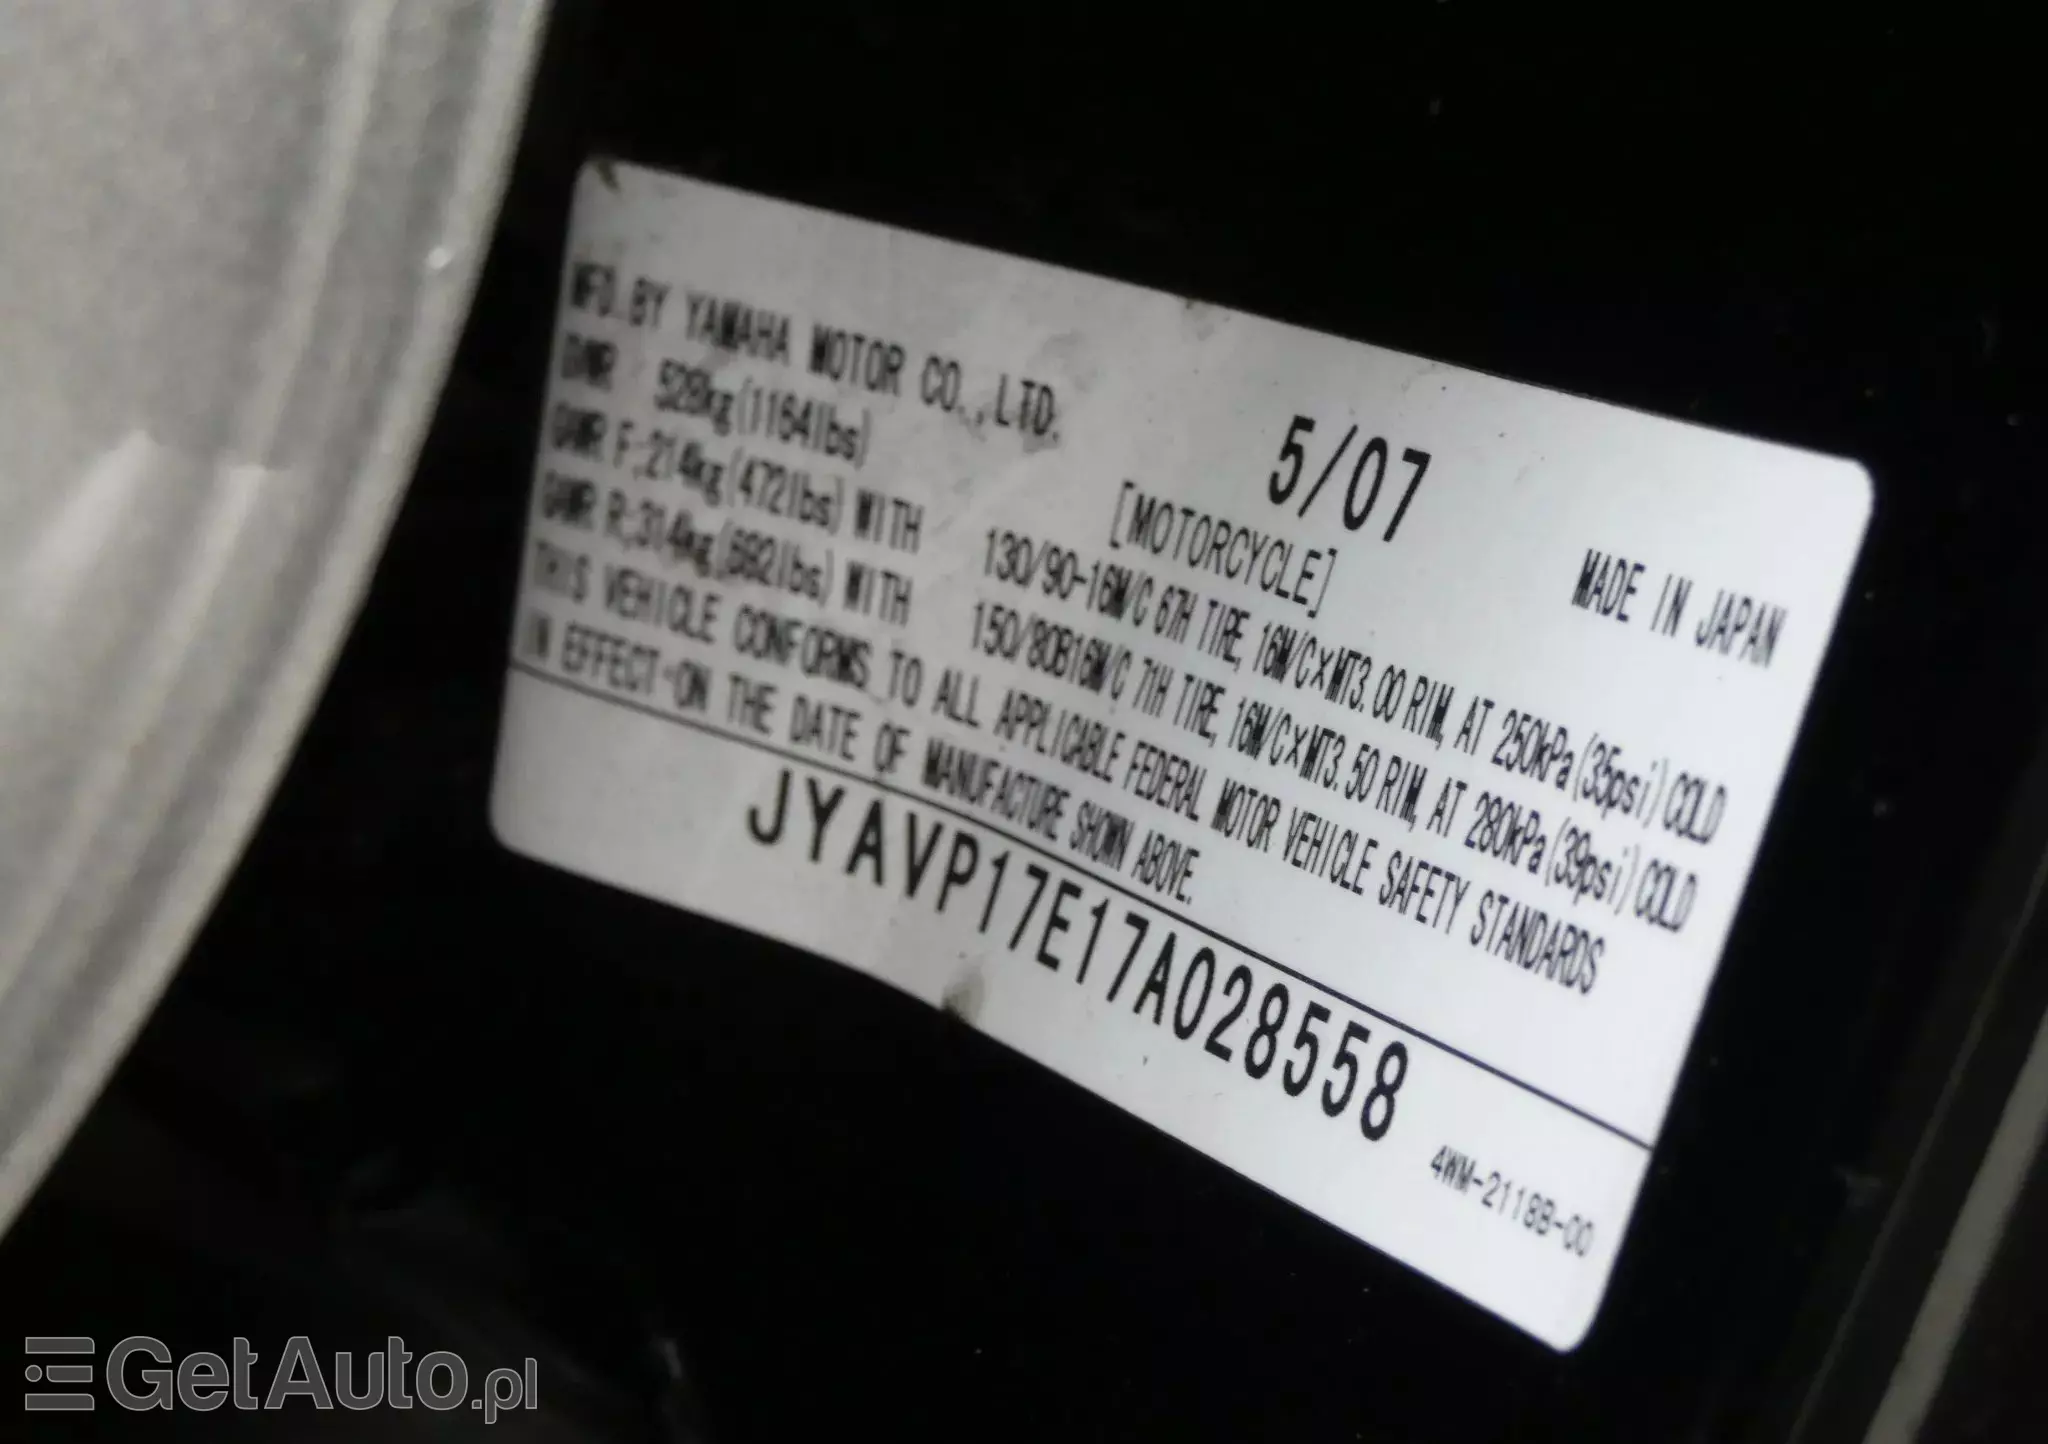 MFD. BY YAMAHA MOTOR CO., LTD. 5/07 MADE IN JAPAN
GVWR 528kg(1164lbs) [MOTORCYCLE]
GAWR F;214kg(472lbs) WITH 130/90-16M/C 67H TIRE, 16M/C×MT3.00 RIM, AT 250kPa(35psi) COLD
GAWR R;314kg(692lbs) WITH 150/80B16M/C 71H TIRE, 16M/C×MT3.50 RIM, AT 280kPa(39psi) COLD
THIS VEHICLE CONFORMS TO ALL APPLICABLE FEDERAL MOTOR VEHICLE SAFETY STANDARDS
IN EFFECT ON THE DATE OF MANUFACTURE SHOWN ABOVE.
JYAVP17E17A028558
4WM-2118B-00
GetAuto.pl